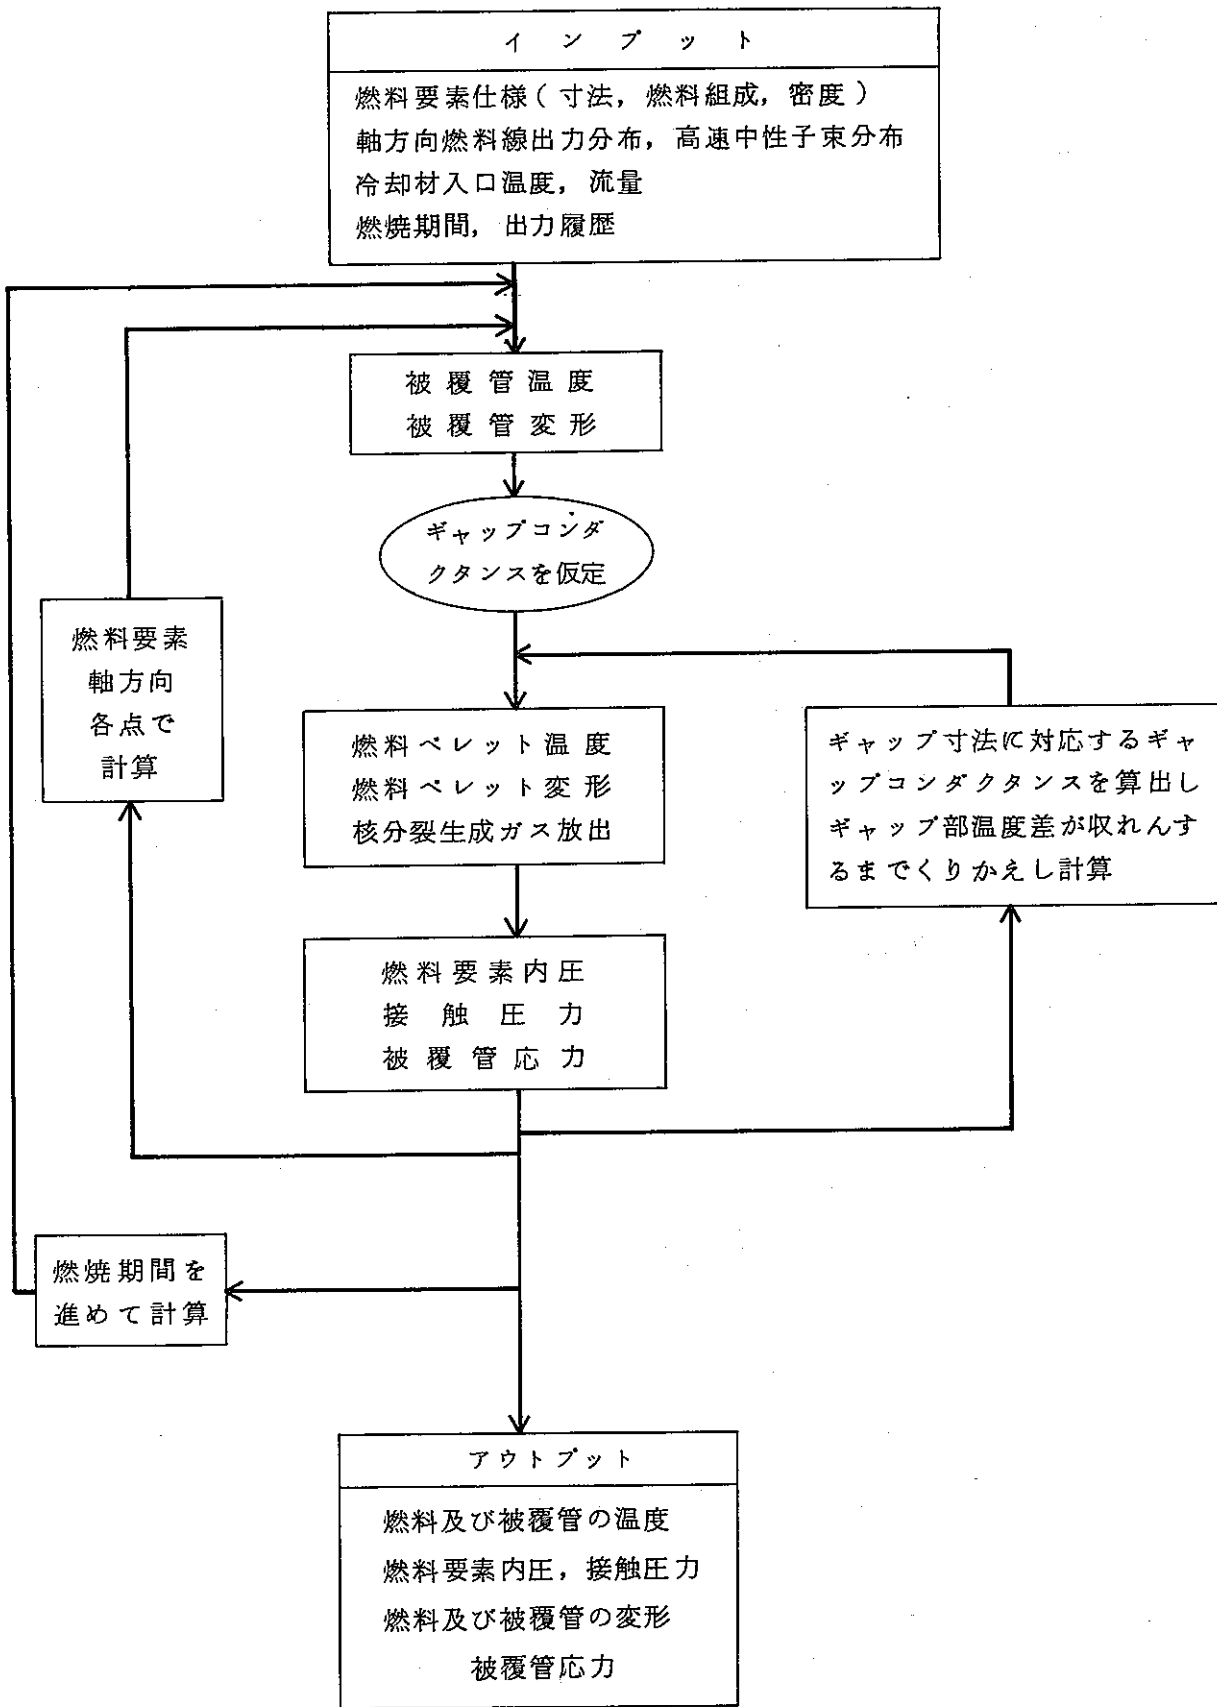 インプット
燃料要素仕様(寸法,燃料組成,密度)
軸方向燃料線出力分布,高速中性子束分布
冷却材入口温度,流量
燃焼期間,出力履歴
被覆管温度
被覆管変形
ギャップコンダ
クタンスを仮定
燃料要素
軸方向
各点で
計算
燃料ペレット温度
燃料ペレット変形
核分裂生成ガス放出
ギャップ寸法に対応するギャ
ップコンダクタンスを算出し
ギャップ部温度差が収れんす
るまでくりかえし計算
燃料要素内圧
接触圧力
被覆管応力
燃焼期間を
進めて計算
アウトプット
燃料及び被覆管の温度
燃料要素内圧,接触圧力
燃料及び被覆管の変形
被覆管応力